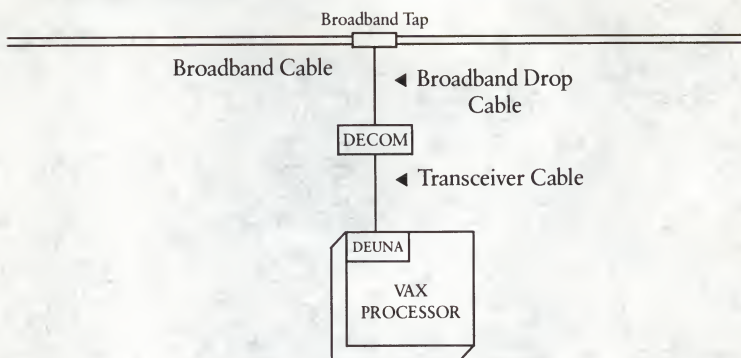 Broadband Tap
Broadband Cable
◄ Broadband Drop
Cable
DECOM
◄ Transceiver Cable
DEUNA
VAX
PROCESSOR